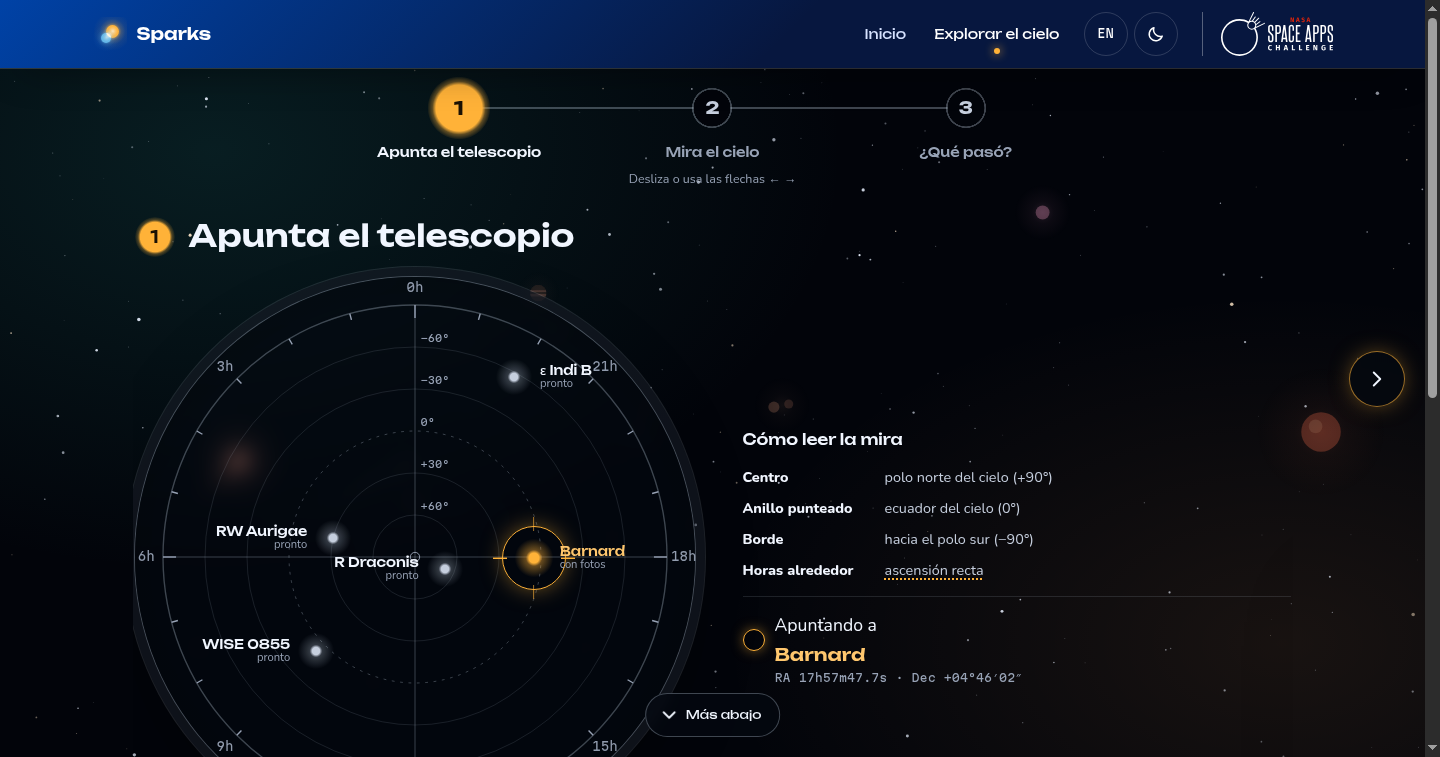 Sparks
Inicio
Explorar el cielo
EN
NASA
SPACE APPS
CHALLENGE
1
2
3
Apunta el telescopio
Mira el cielo
¿Qué pasó?
Desliza o usa las flechas ← →
1
Apunta el telescopio
0h
−60°
3h
21h
ε Indi B
pronto
−30°
0°
+30°
+60°
RW Aurigae
pronto
6h
R Draconis
pronto
Barnard
con fotos
18h
WISE 0855
pronto
9h
15h
Cómo leer la mira
Centro polo norte del cielo (+90°)
Anillo punteado ecuador del cielo (0°)
Borde hacia el polo sur (−90°)
Horas alrededor ascensión recta
Apuntando a
Barnard
RA 17h57m47.7s · Dec +04°46′02″
Más abajo